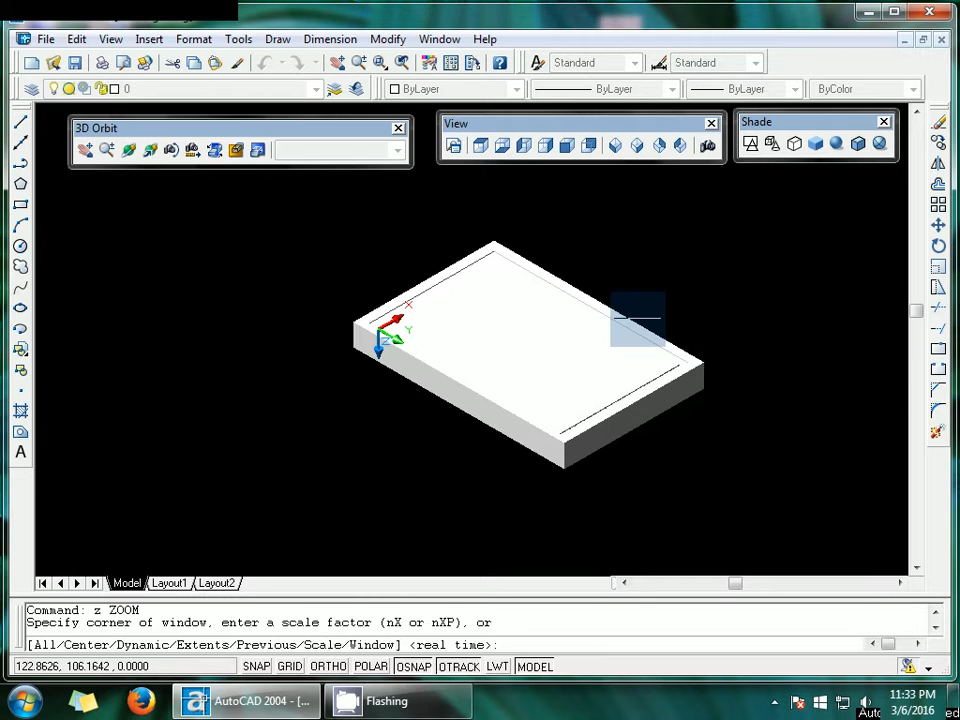 File Edit View Insert Format Tools Draw Dimension Modify Window Help
Standard Standard
0 ByLayer ByLayer ByLayer ByColor
3D Orbit
View
Shade
X
Y
Z
A
Model Layout1 Layout2
Command: z ZOOM
Specify corner of window, enter a scale factor (nX or nXP), or
[All/Center/Dynamic/Extents/Previous/Scale/Window] <real time>:
122.8626, 106.1642, 0.0000 SNAP GRID ORTHO POLAR OSNAP OTRACK LWT MODEL
AutoCAD 2004 - [... Flashing
11:33 PM
3/6/2016